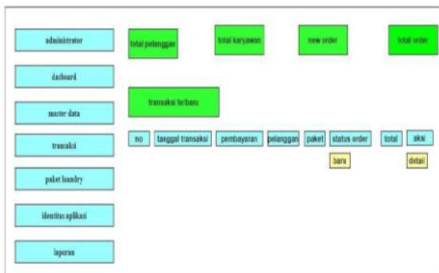 administrator
total pelanggan
total karyawan
new order
total order
dasboard
master data
transaksi terbaru
transaksi
no
tanggal transaksi
pembayaran
pelanggan
paket
status order
total
aksi
baru
detail
paket laundry
identitas aplikasi
laporan